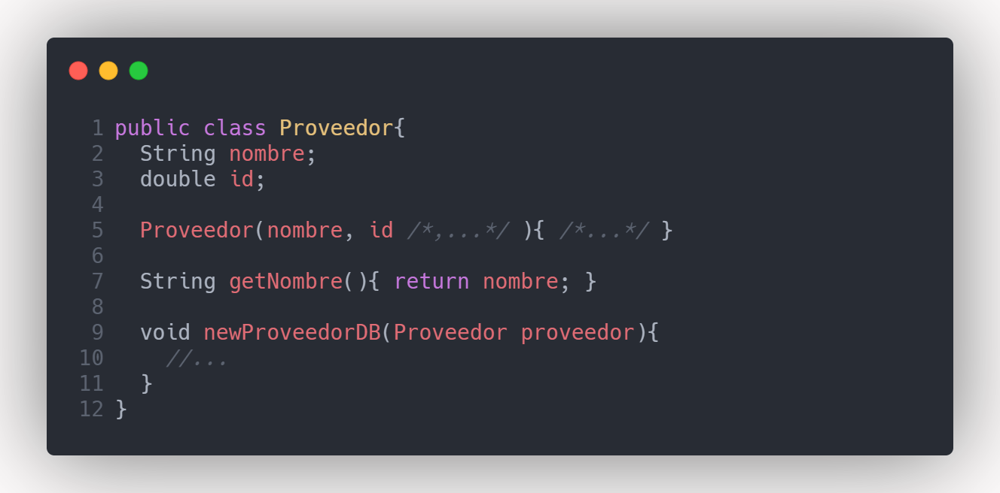 1 public class Proveedor{
2   String nombre;
3   double id;
4
5   Proveedor(nombre, id /*,...*/ ){ /*...*/ }
6
7   String getNombre(){ return nombre; }
8
9   void newProveedorDB(Proveedor proveedor){
10     //...
11   }
12 }